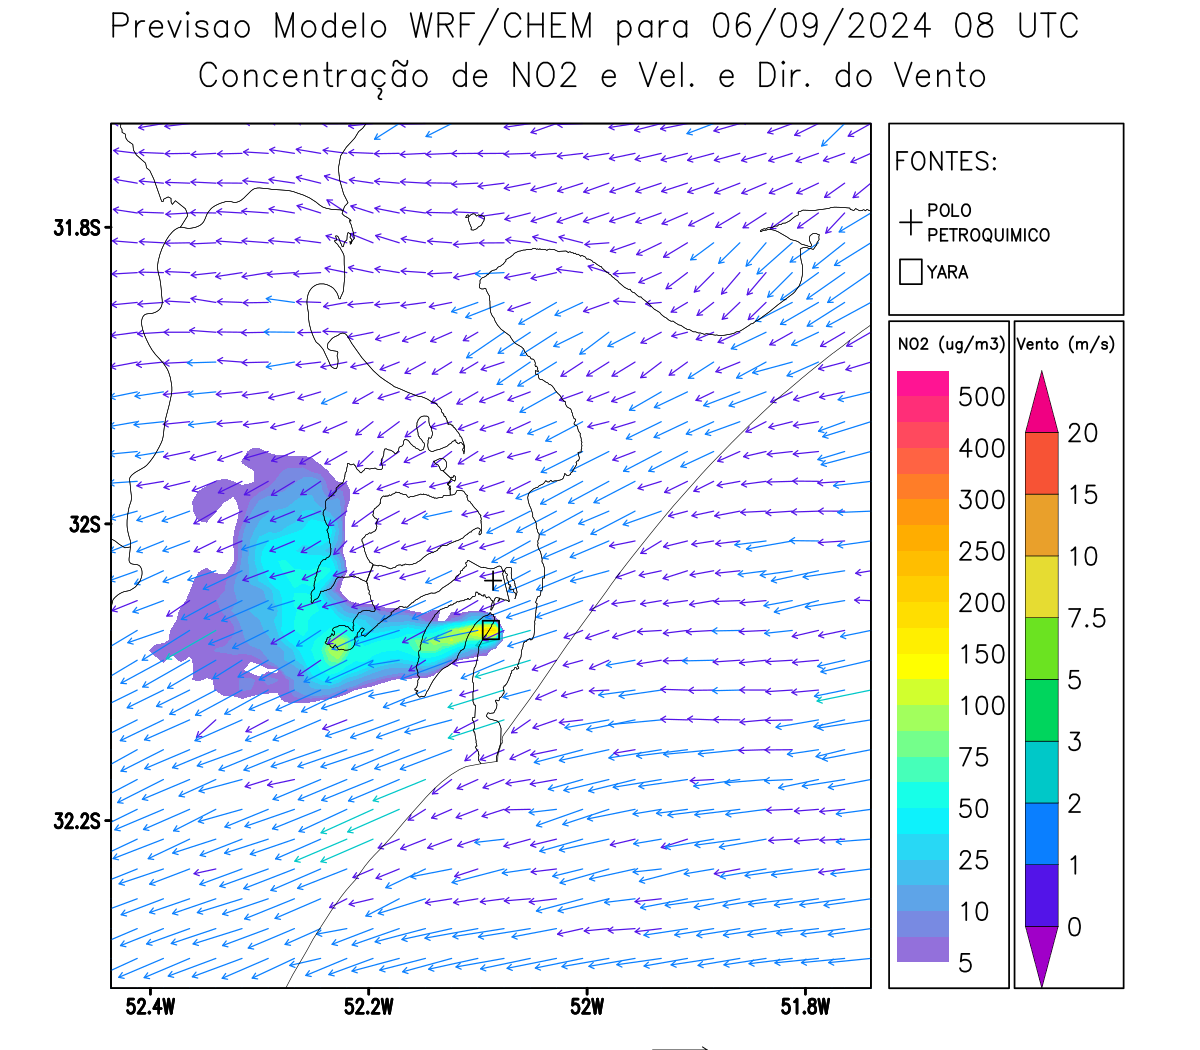 Previsao Modelo WRF/CHEM para 06/09/2024 08 UTC
Concentração de NO2 e Vel. e Dir. do Vento
FONTES:
POLO
PETROQUIMICO
YARA
NO2 (ug/m3)
500
400
300
250
200
150
100
75
50
25
10
5
Vento (m/s)
20
15
10
7.5
5
3
2
1
0
31.8S
32S
32.2S
52.4W
52.2W
52W
51.8W